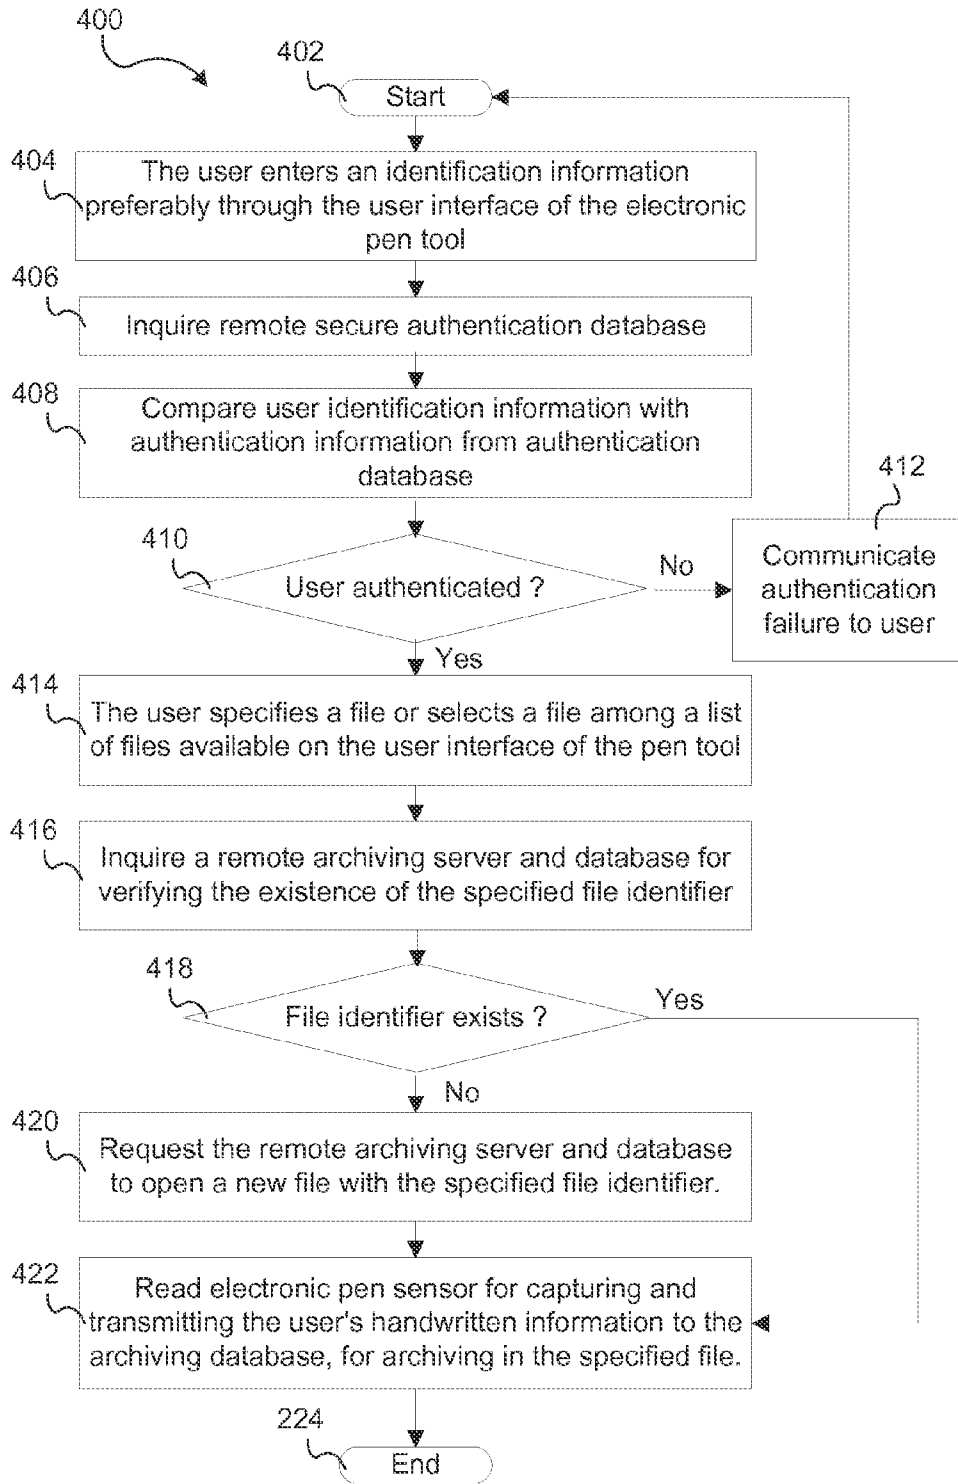 400
402
Start
404
The user enters an identification information
preferably through the user interface of the electronic
pen tool
406
Inquire remote secure authentication database
408
Compare user identification information with
authentication information from authentication
database
410
User authenticated ?
No
412
Communicate
authentication
failure to user
Yes
414
The user specifies a file or selects a file among a list
of files available on the user interface of the pen tool
416
Inquire a remote archiving server and database for
verifying the existence of the specified file identifier
418
File identifier exists ?
Yes
No
420
Request the remote archiving server and database
to open a new file with the specified file identifier.
422
Read electronic pen sensor for capturing and
transmitting the user's handwritten information to the
archiving database, for archiving in the specified file.
224
End